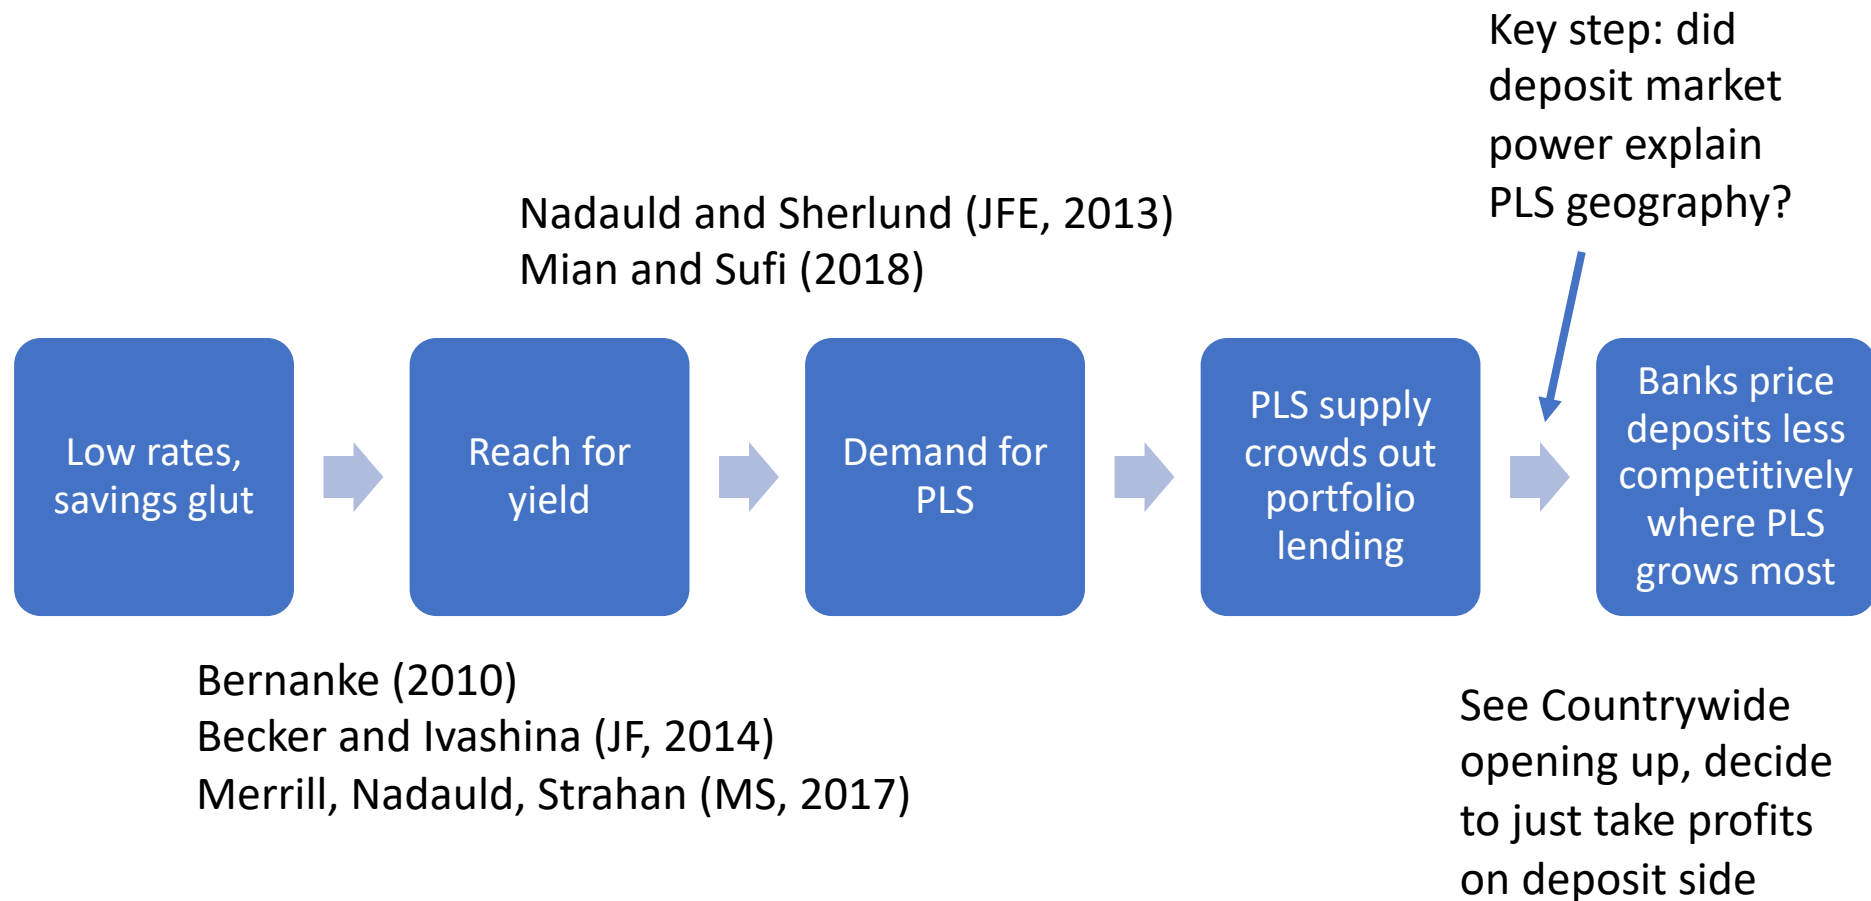 Key step: did
deposit market
power explain
PLS geography?
Nadauld and Sherlund (JFE, 2013)
Mian and Sufi (2018)
Low rates,
savings glut
Reach for
yield
Demand for
PLS
PLS supply
crowds out
portfolio
lending
Banks price
deposits less
competitively
where PLS
grows most
Bernanke (2010)
Becker and Ivashina (JF, 2014)
Merrill, Nadauld, Strahan (MS, 2017)
See Countrywide
opening up, decide
to just take profits
on deposit side